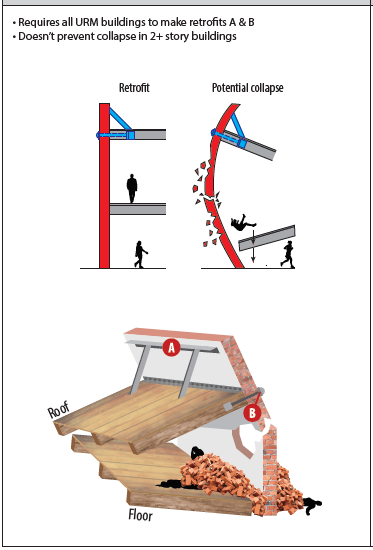 • Requires all URM buildings to make retrofits A & B
• Doesn't prevent collapse in 2+ story buildings
Retrofit
Potential collapse
A
Roof
B
Floor